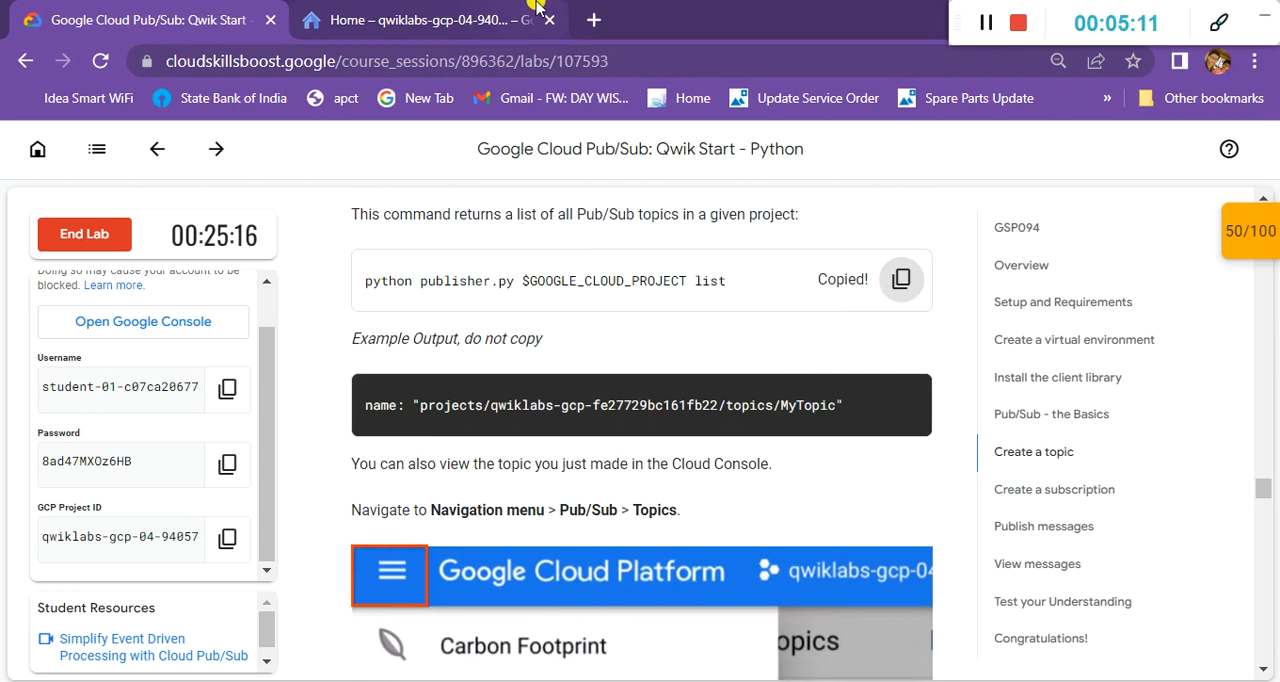 Google Cloud Pub/Sub: Qwik Start -
Home – qwiklabs-gcp-04-940... – G
00:05:11
cloudskillsboost.google/course_sessions/896362/labs/107593
Idea Smart WiFi
State Bank of India
apct
New Tab
Gmail - FW: DAY WIS...
Home
Update Service Order
Spare Parts Update
»
Other bookmarks
Google Cloud Pub/Sub: Qwik Start - Python
End Lab
00:25:16
Doing so may cause your account to be
blocked. Learn more.
Open Google Console
Username
student-01-c07ca20677
Password
8ad47MXOz6HB
GCP Project ID
qwiklabs-gcp-04-94057
Student Resources
Simplify Event Driven
Processing with Cloud Pub/Sub
This command returns a list of all Pub/Sub topics in a given project:
python publisher.py $GOOGLE_CLOUD_PROJECT list
Copied!
Example Output, do not copy
name: "projects/qwiklabs-gcp-fe27729bc161fb22/topics/MyTopic"
You can also view the topic you just made in the Cloud Console.
Navigate to Navigation menu > Pub/Sub > Topics.
Google Cloud Platform
qwiklabs-gcp-04
Carbon Footprint
opics
GSP094
Overview
Setup and Requirements
Create a virtual environment
Install the client library
Pub/Sub - the Basics
Create a topic
Create a subscription
Publish messages
View messages
Test your Understanding
Congratulations!
50/100